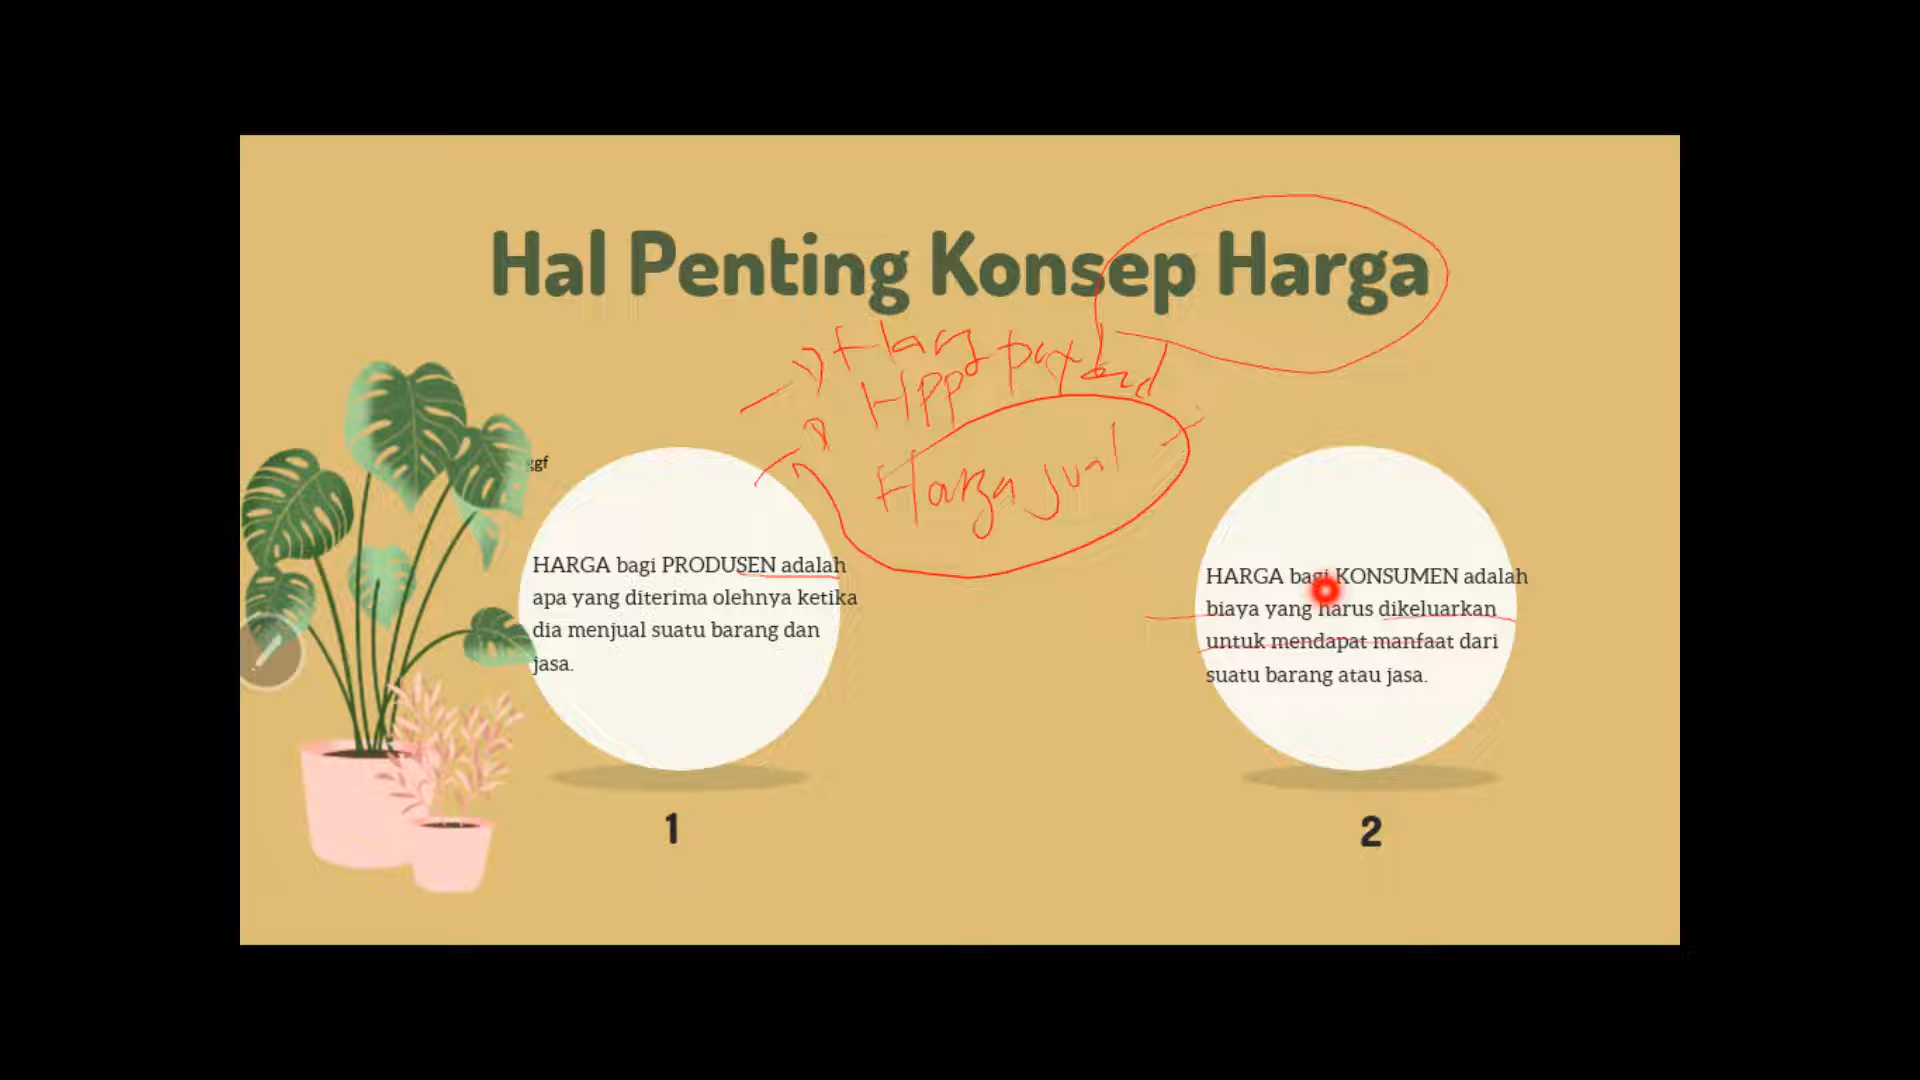 Hal Penting Konsep Harga
HPP
Harga jual
ggf
HARGA bagi PRODUSEN adalah
apa yang diterima olehnya ketika
dia menjual suatu barang dan
jasa.
1
HARGA bagi KONSUMEN adalah
biaya yang harus dikeluarkan
untuk mendapat manfaat dari
suatu barang atau jasa.
2